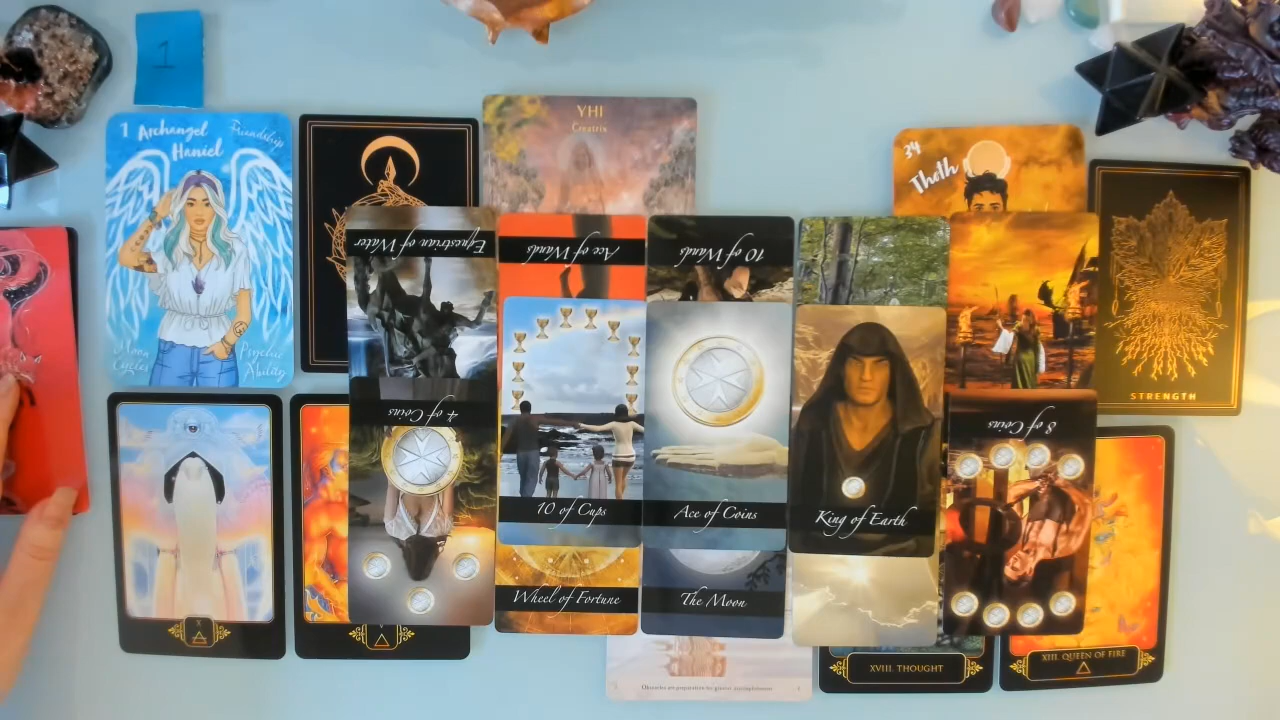 1
1 Archangel
Haniel
Friendship
Moon
Cycles
Psychic
Ability
YHI
Creatrix
34
Thoth
STRENGTH
Equestrian of Water
Ace of Wands
10 of Wands
4 of Coins
10 of Cups
Ace of Coins
King of Earth
8 of Coins
Wheel of Fortune
The Moon
X
Obstacles are preparation for greater accomplishments
XVIII. THOUGHT
XIII. QUEEN OF FIRE